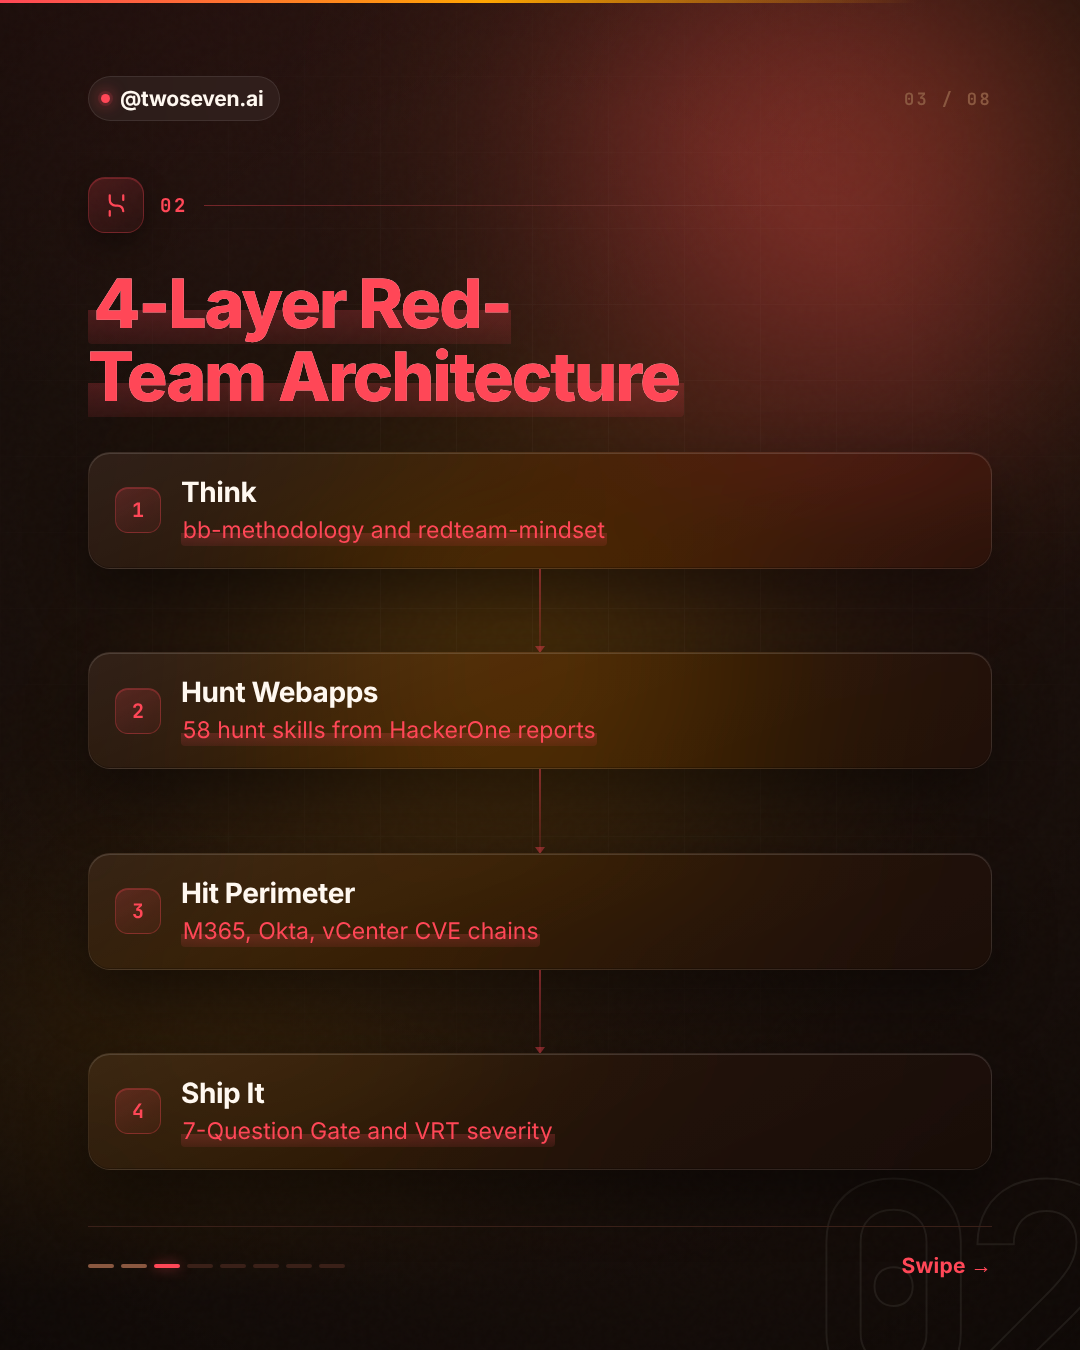 @twoseven.ai
03 / 08
02
4-Layer Red-
Team Architecture
1
Think
bb-methodology and redteam-mindset
2
Hunt Webapps
58 hunt skills from HackerOne reports
3
Hit Perimeter
M365, Okta, vCenter CVE chains
4
Ship It
7-Question Gate and VRT severity
02
Swipe →